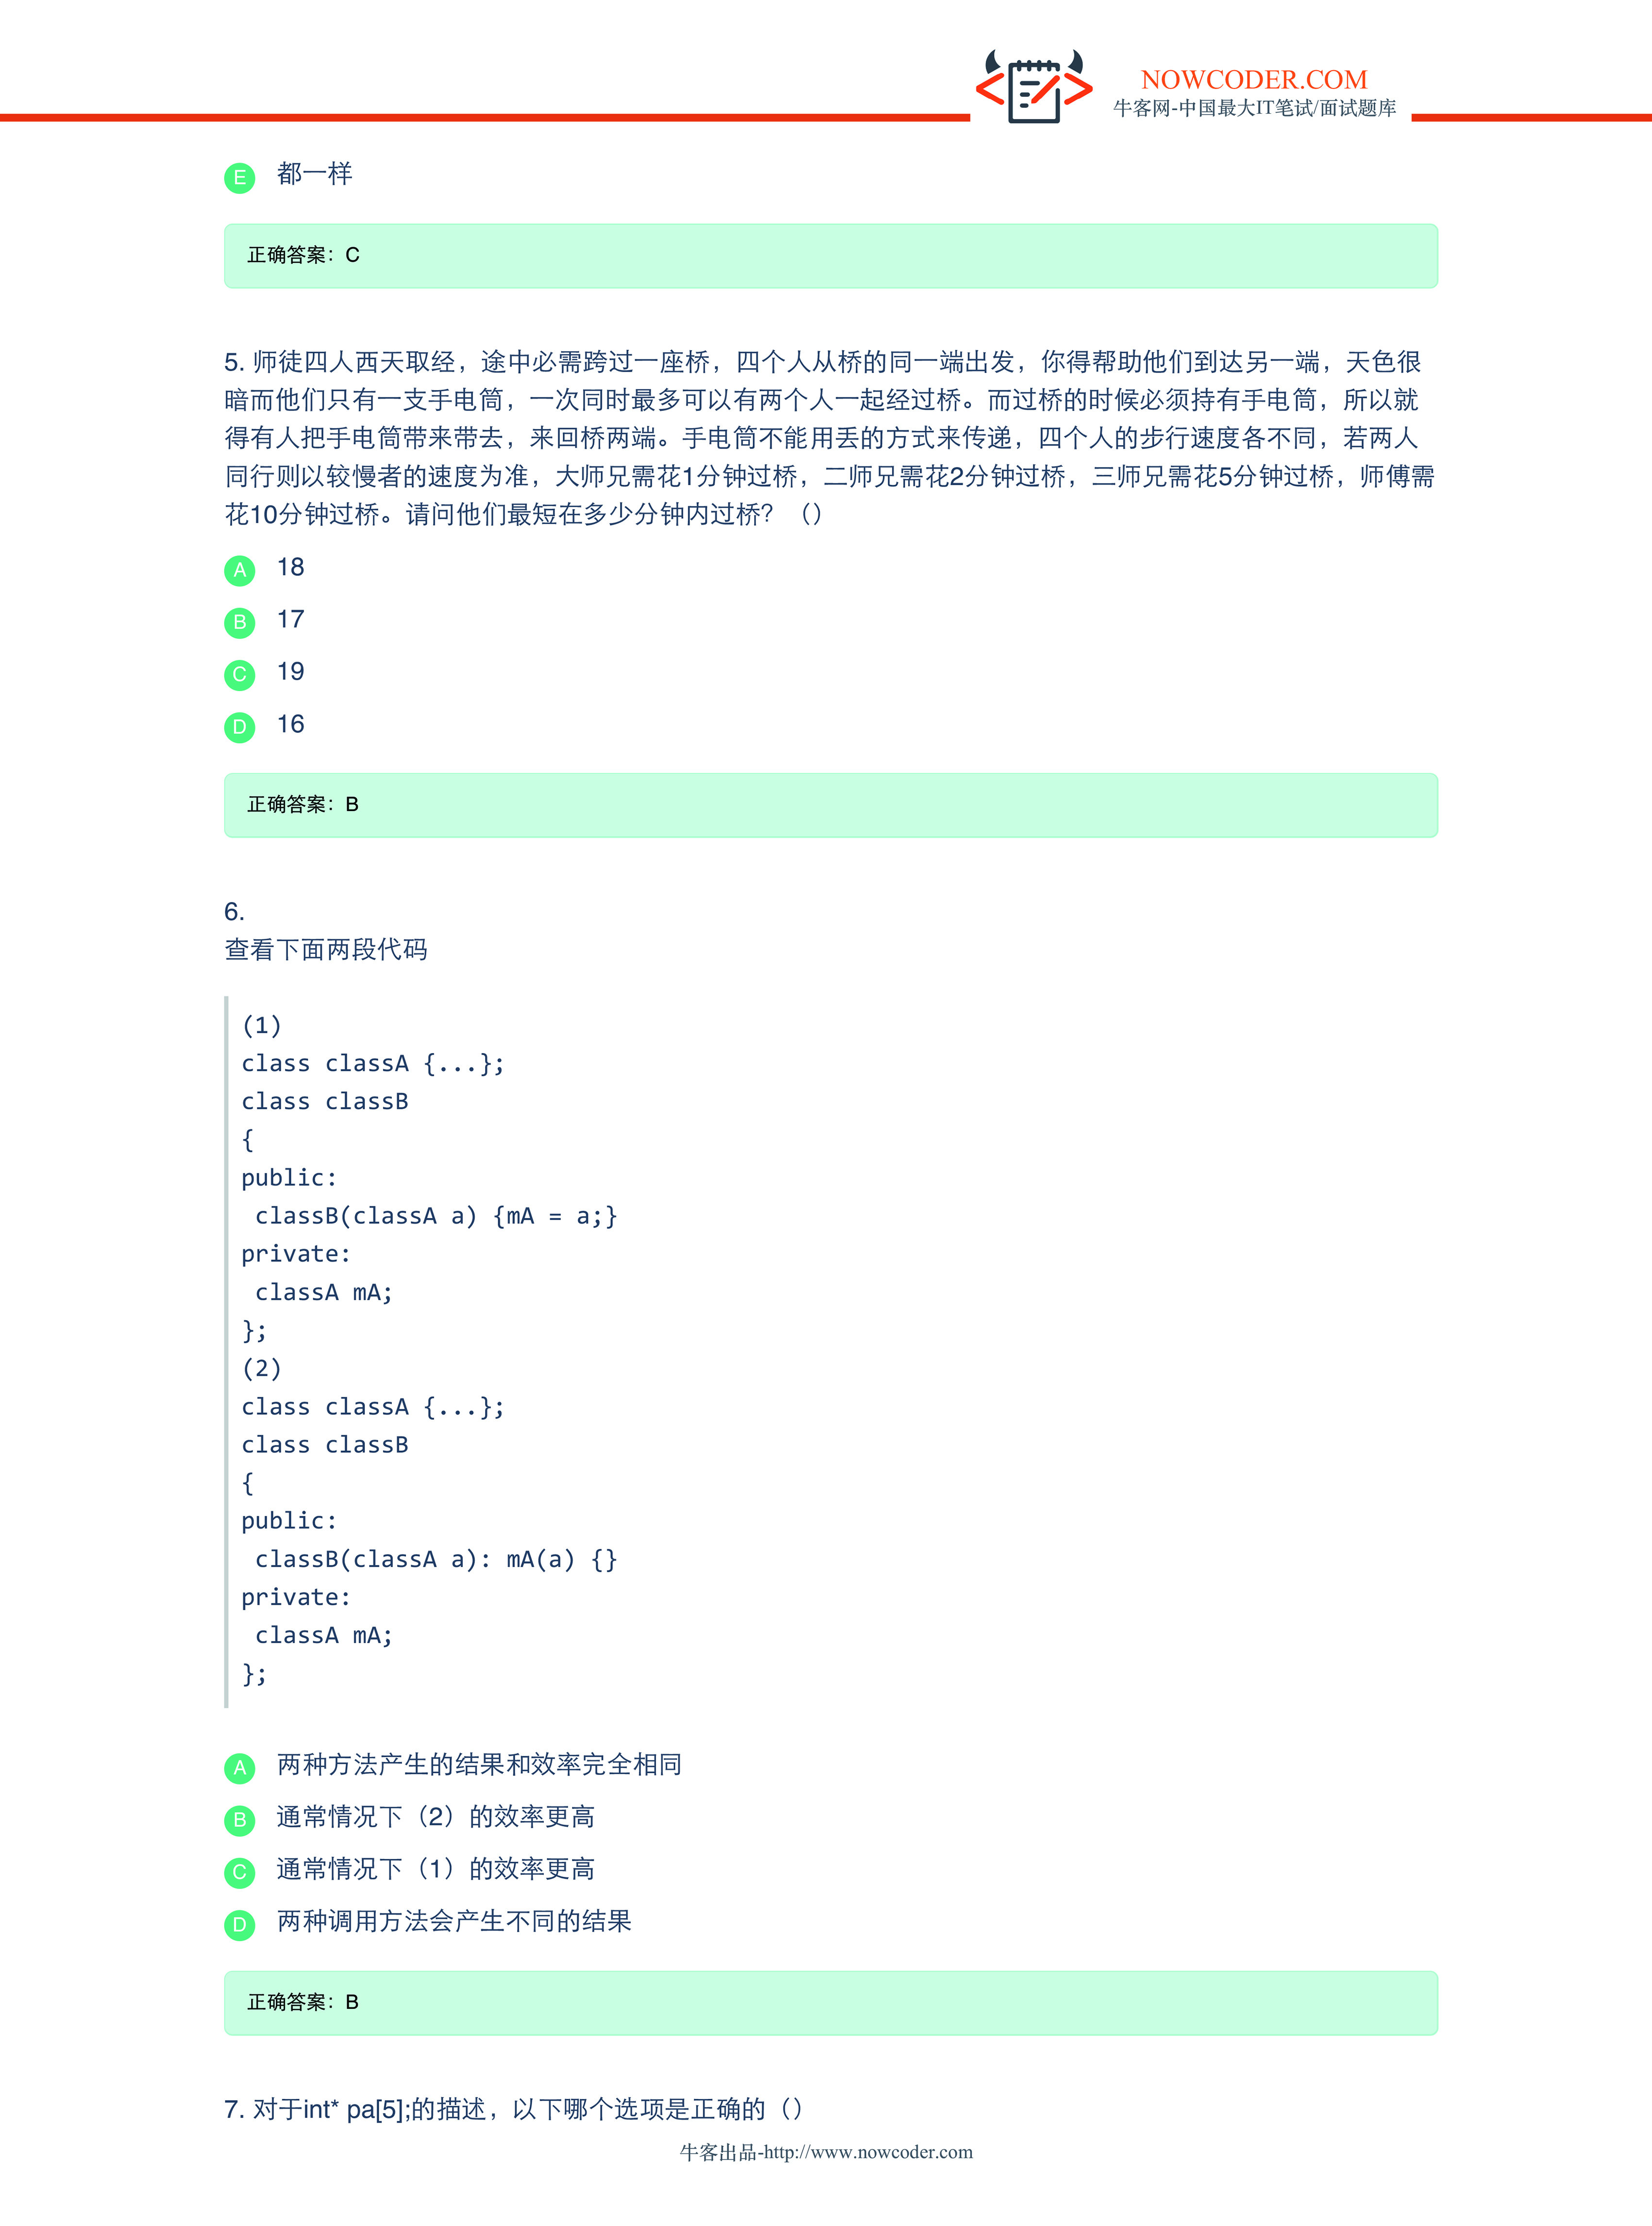 NOWCODER.COM
牛客网-中国最大IT笔试/面试题库
E 都一样
正确答案：C
5. 师徒四人西天取经，途中必需跨过一座桥，四个人从桥的同一端出发，你得帮助他们到达另一端，天色很
暗而他们只有一支手电筒，一次同时最多可以有两个人一起经过桥。而过桥的时候必须持有手电筒，所以就
得有人把手电筒带来带去，来回桥两端。手电筒不能用丢的方式来传递，四个人的步行速度各不同，若两人
同行则以较慢者的速度为准，大师兄需花1分钟过桥，二师兄需花2分钟过桥，三师兄需花5分钟过桥，师傅需
花10分钟过桥。请问他们最短在多少分钟内过桥？（）
A 18
B 17
C 19
D 16
正确答案：B
6.
查看下面两段代码
(1)
class classA {...};
class classB
{
public:
 classB(classA a) {mA = a;}
private:
 classA mA;
};
(2)
class classA {...};
class classB
{
public:
 classB(classA a): mA(a) {}
private:
 classA mA;
};
A 两种方法产生的结果和效率完全相同
B 通常情况下（2）的效率更高
C 通常情况下（1）的效率更高
D 两种调用方法会产生不同的结果
正确答案：B
7. 对于int* pa[5];的描述，以下哪个选项是正确的（）
牛客出品-http://www.nowcoder.com